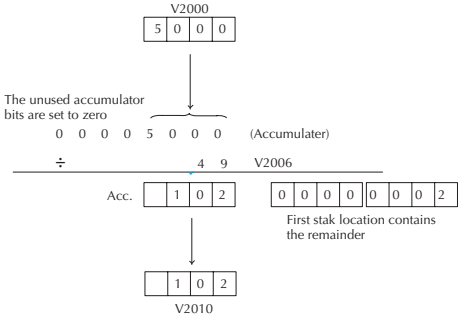 V2000
5 0 0 0
The unused accumulator
bits are set to zero
0 0 0 0 5 0 0 0 (Accumulater)
÷ 4 9 V2006
Acc. 1 0 2 0 0 0 0 0 0 0 2
First stak location contains
the remainder
1 0 2
V2010